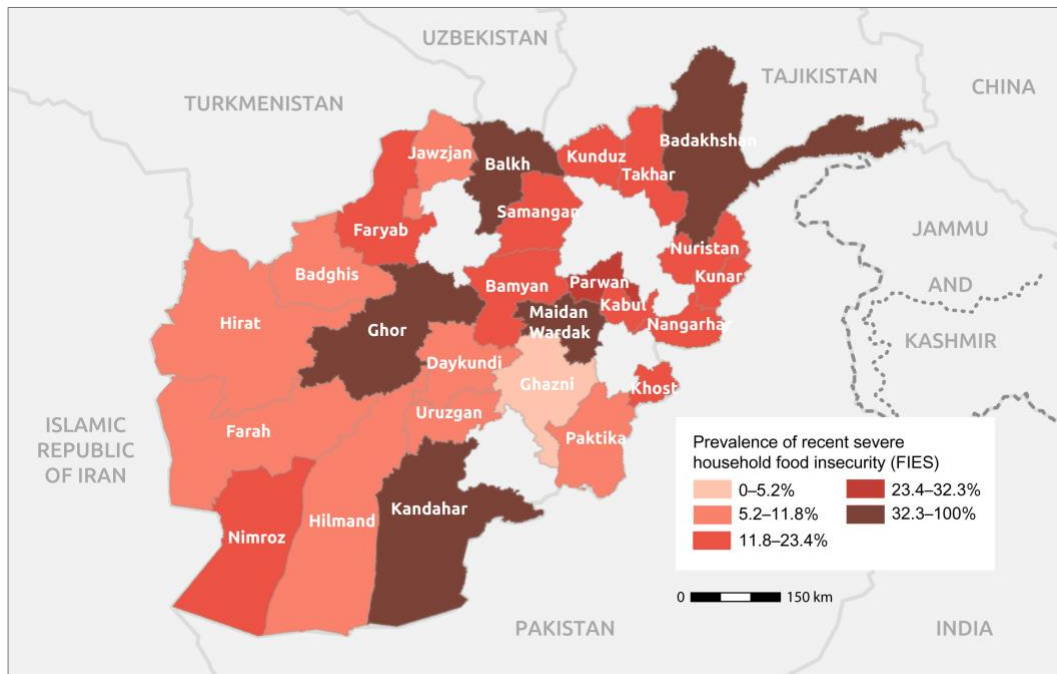 UZBEKISTAN
TAJIKISTAN
CHINA
TURKMENISTAN
Jawzjan
Balkh
Kunduz
Badakhshan
Takhar
Samangan
Faryab
Nuristan
JAMMU
Badghis
Bamyan
Parwan
Kunar
AND
Hirat
Ghor
Maidan
Wardak
Kabul
Nangarhar
KASHMIR
Daykundi
Ghazni
Khost
Uruzgan
ISLAMIC
REPUBLIC
OF IRAN
Farah
Paktika
Kandahar
Hilmand
Nimroz
Prevalence of recent severe
household food insecurity (FIES)
0–5.2%
5.2–11.8%
11.8–23.4%
23.4–32.3%
32.3–100%
0 150 km
PAKISTAN
INDIA